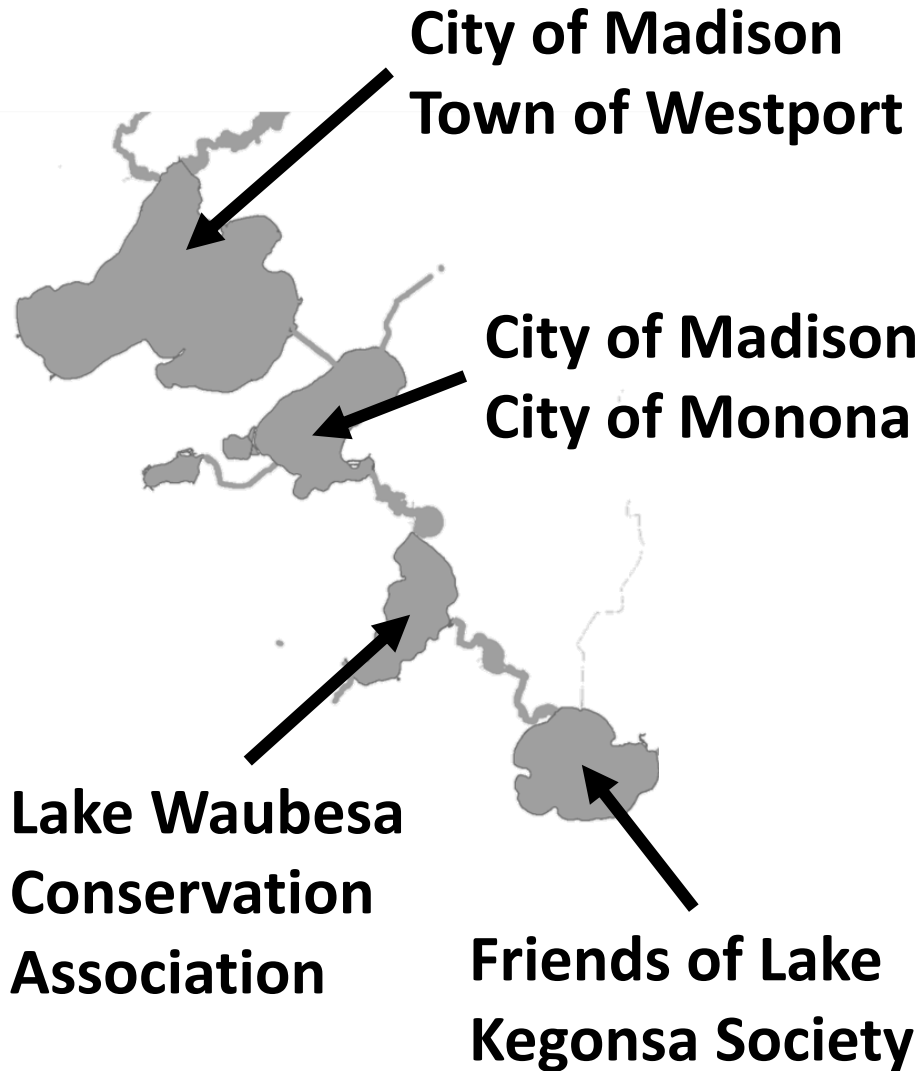 City of Madison
Town of Westport
City of Madison
City of Monona
Lake Waubesa
Conservation
Association
Friends of Lake
Kegonsa Society